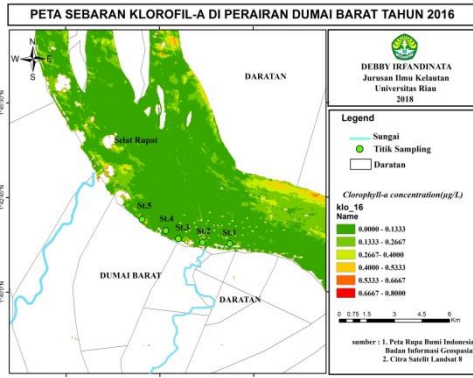 PETA SEBARAN KLOROFIL-A DI PERAIRAN DUMAI BARAT TAHUN 2016
N
W E
S
DARATAN
Selat Rupat
St.5
St.4
St.3
St.2
St.1
DUMAI BARAT
DARATAN
DEBBY IRFANDINATA
Jurusan Ilmu Kelautan
Universitas Riau
2018
Legend
Sungai
Titik Sampling
Daratan
Chlorophyll-a concentration(µg/L)
klo_16
Name
0.0000 - 0.1333
0.1333 - 0.2667
0.2667- 0.4000
0.4000 - 0.5333
0.5333 - 0.6667
0.6667 - 0.8000
0 0.75 1.5 3 4.5 6
Km
sumber : 1. Peta Rupa Bumi Indonesia
Badan Informasi Geospasia
2. Citra Satelit Landsat 8